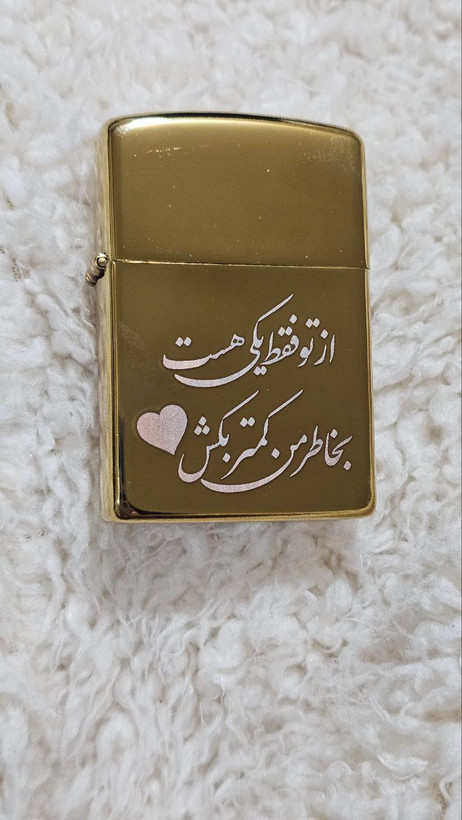 از تو فقط یکی هست
بخاطر من کمتر بکش